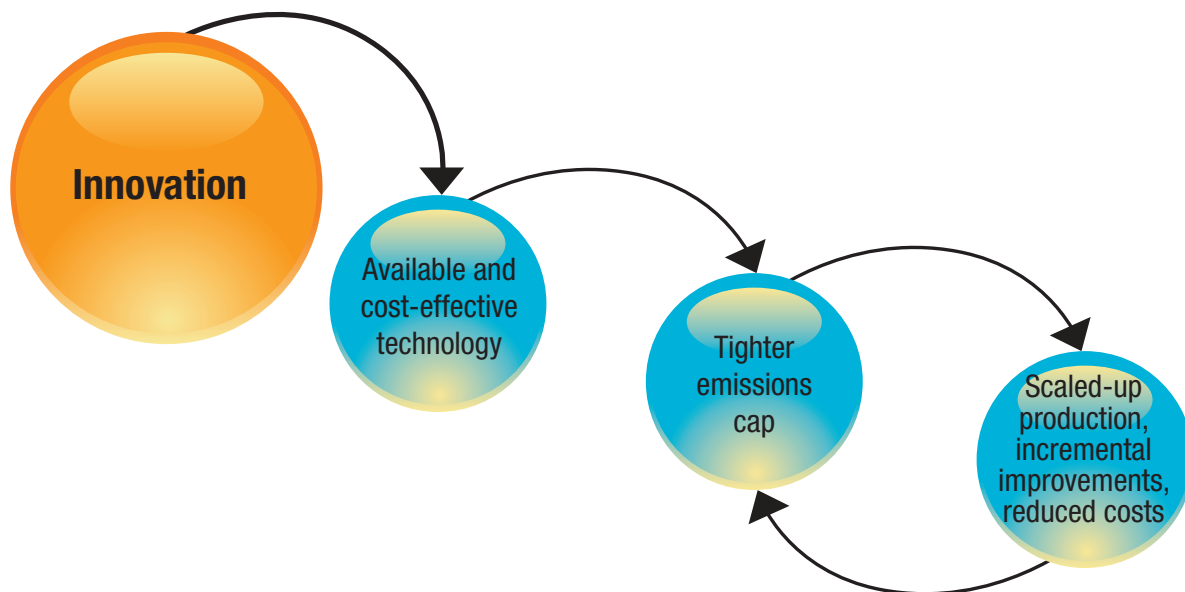 Innovation
Available and
cost-effective
technology
Tighter
emissions
cap
Scaled-up
production,
incremental
improvements,
reduced costs